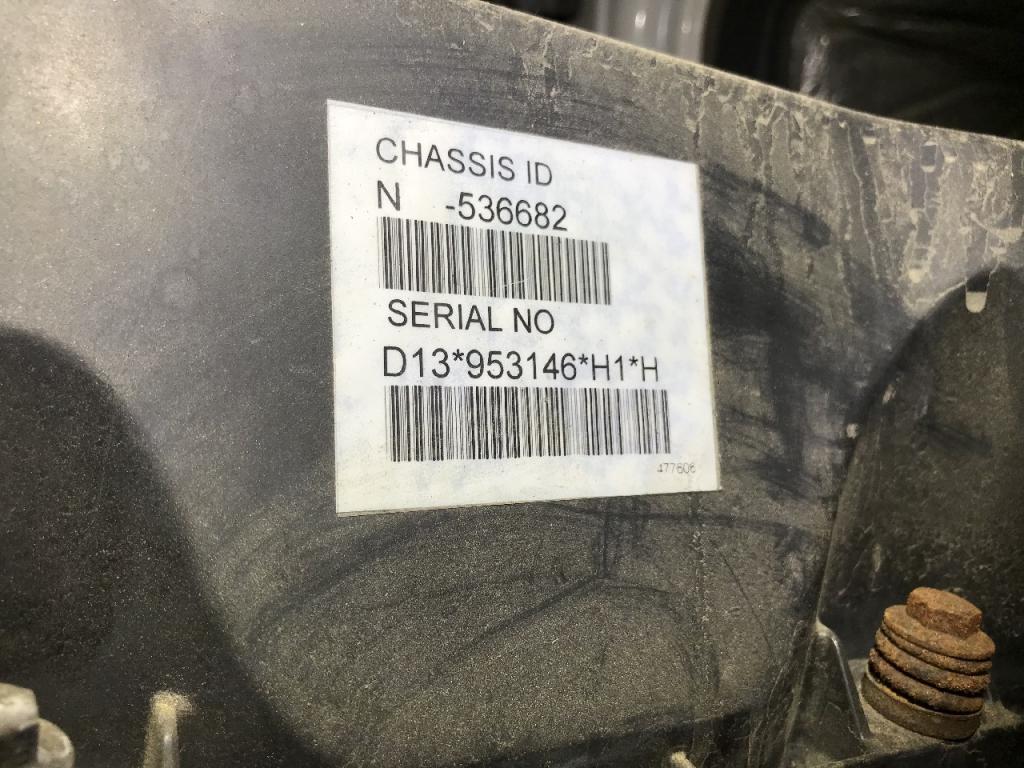 CHASSIS ID
N -536682
SERIAL NO
D13*953146*H1*H
477606